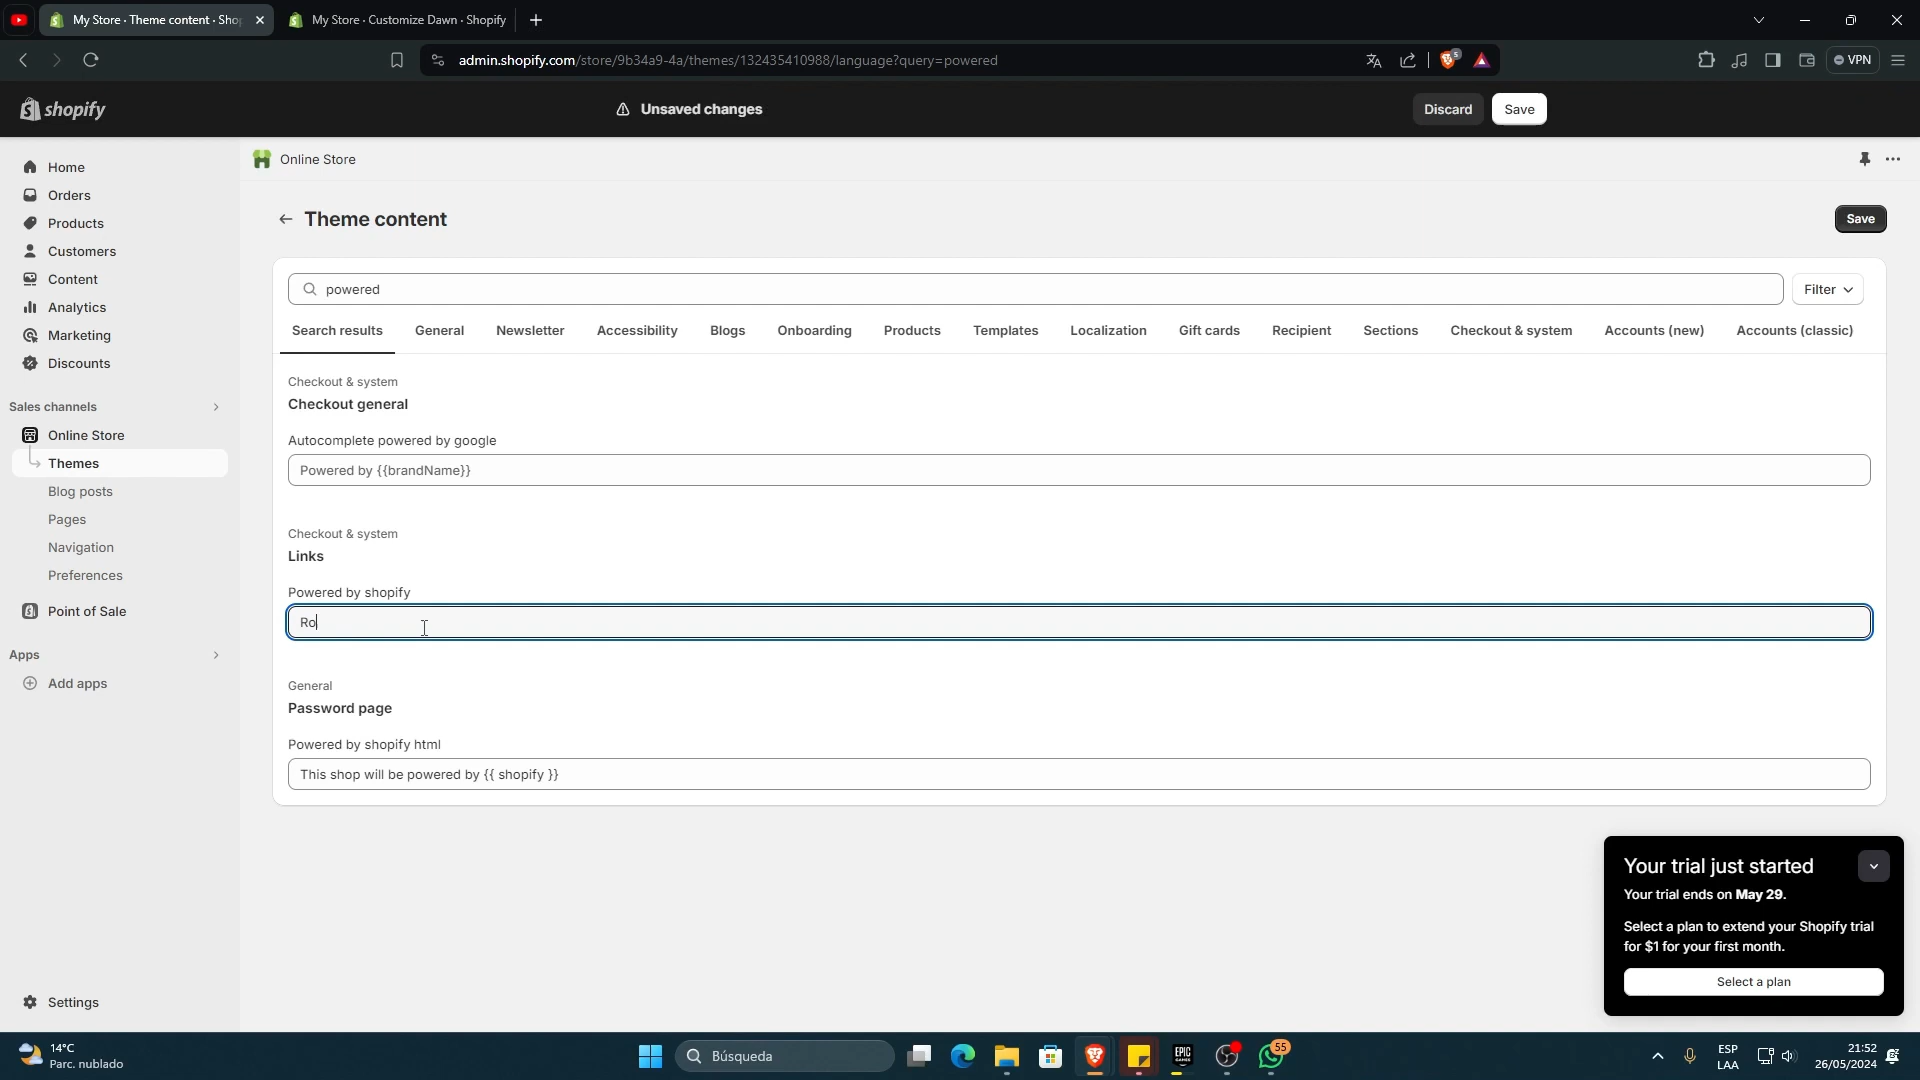 My Store · Theme content · Sho
My Store · Customize Dawn · Shopify
admin.shopify.com/store/9b34a9-4a/themes/132435410988/language?query=powered
5
VPN
shopify
Unsaved changes
Discard
Save
Home
Orders
Products
Customers
Content
Analytics
Marketing
Discounts
Sales channels
Online Store
Themes
Blog posts
Pages
Navigation
Preferences
Point of Sale
Apps
Add apps
Settings
Online Store
Theme content
Save
powered
Filter
Search results
General
Newsletter
Accessibility
Blogs
Onboarding
Products
Templates
Localization
Gift cards
Recipient
Sections
Checkout & system
Accounts (new)
Accounts (classic)
Checkout & system
Checkout general
Autocomplete powered by google
Powered by {{brandName}}
Checkout & system
Links
Powered by shopify
Ro
General
Password page
Powered by shopify html
This shop will be powered by {{ shopify }}
Your trial just started
Your trial ends on May 29.
Select a plan to extend your Shopify trial
for $1 for your first month.
Select a plan
14°C
Parc. nublado
Búsqueda
EPIC
GAMES
55
ESP
LAA
21:52
26/05/2024